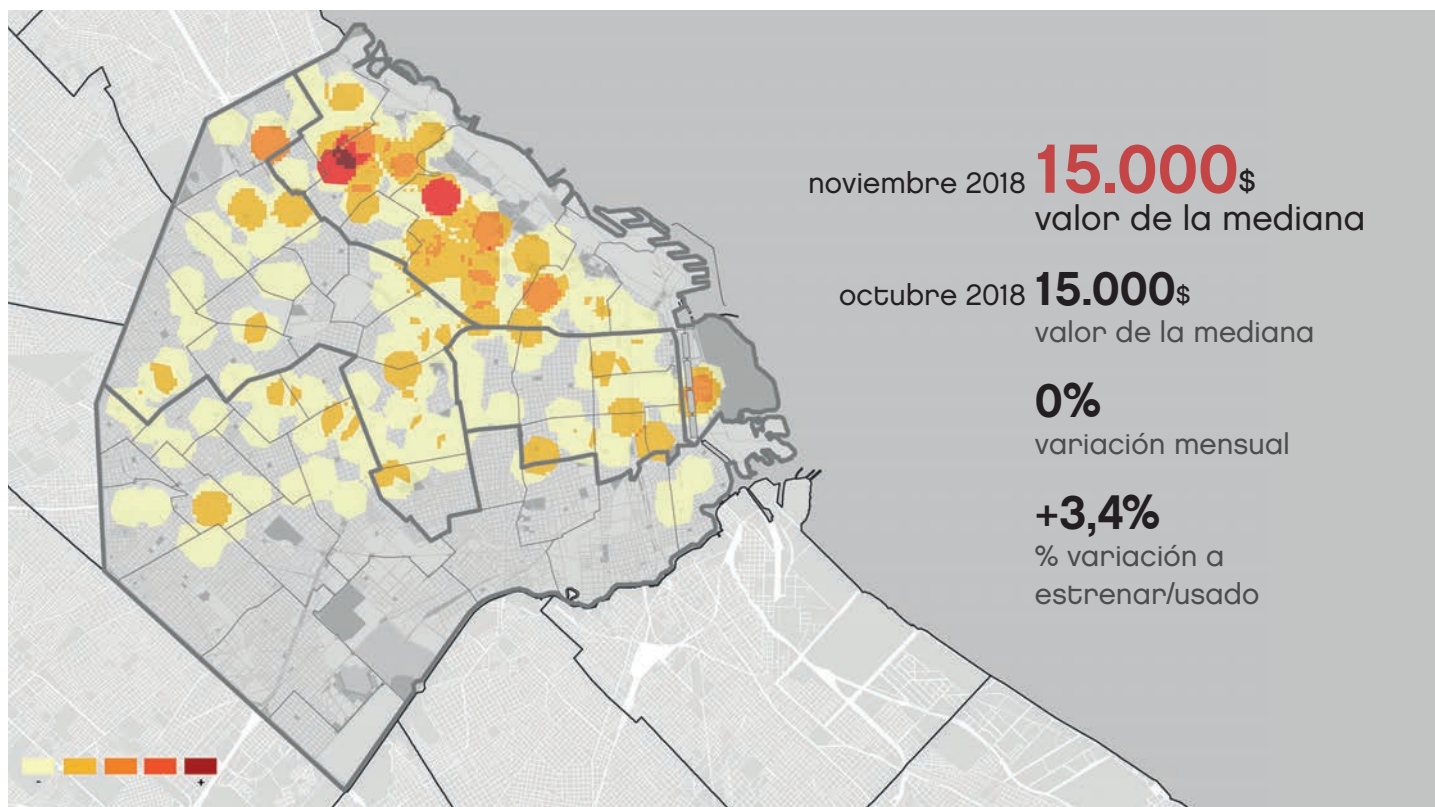 noviembre 2018 15.000$
valor de la mediana
octubre 2018 15.000$
valor de la mediana
0%
variación mensual
+3,4%
% variación a
estrenar/usado
- +